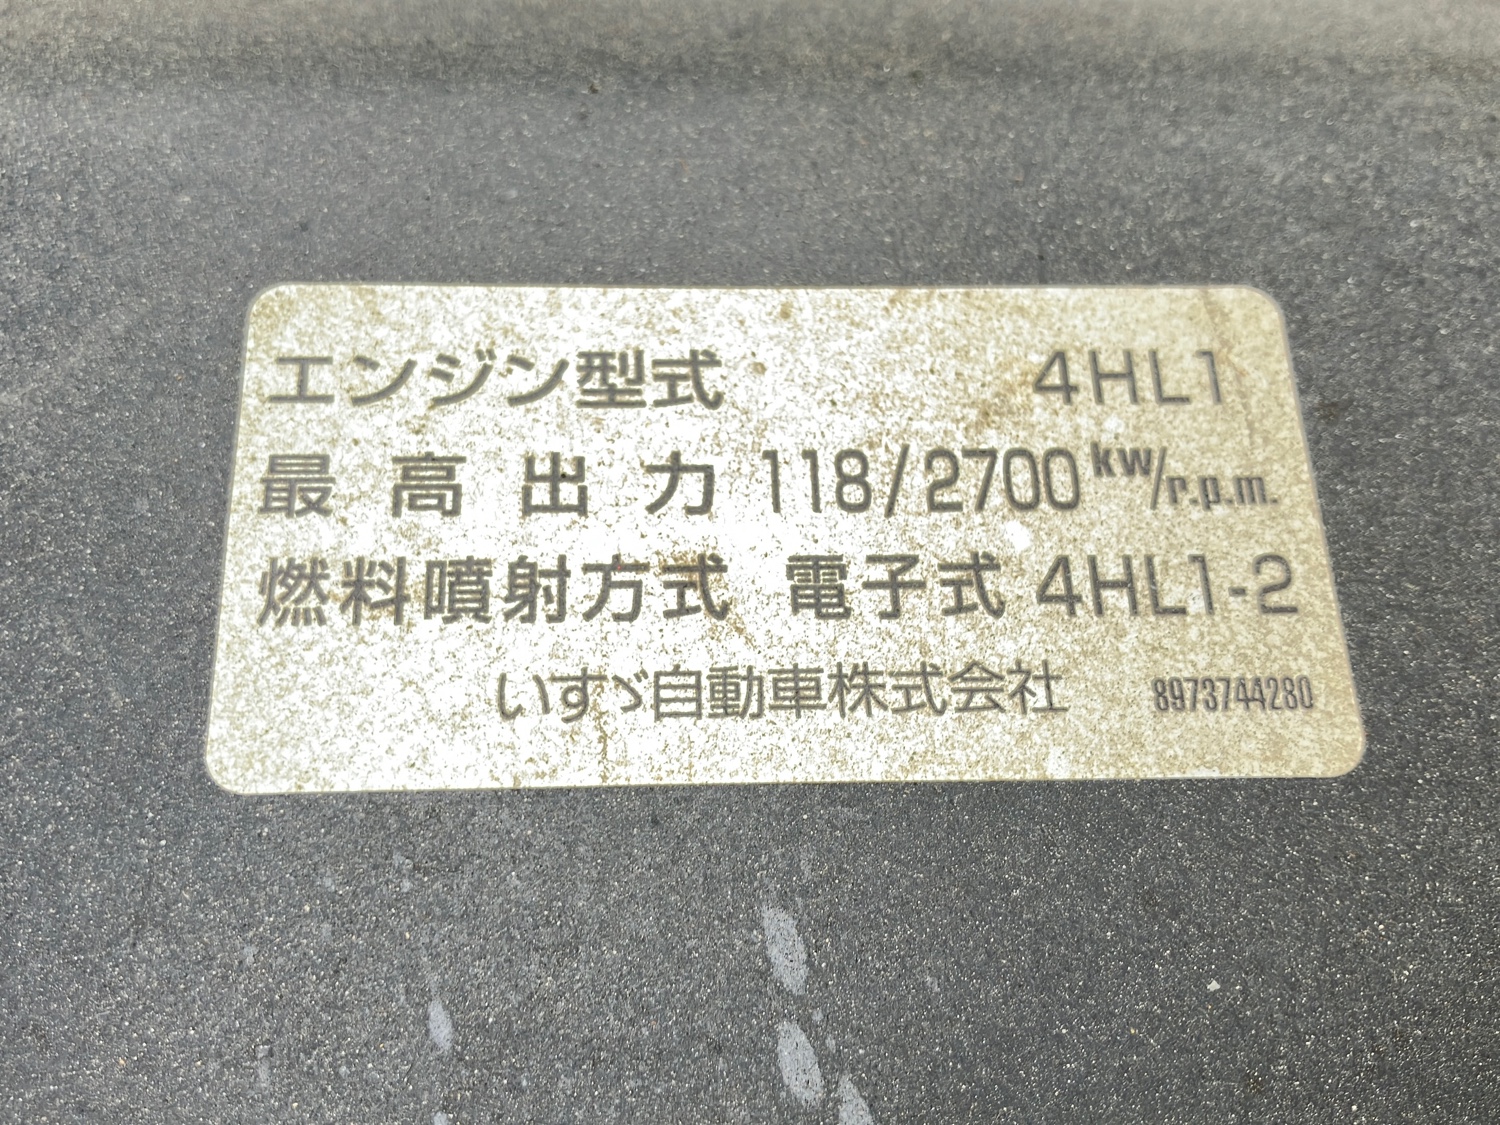 エンジン型式 4HL1
最高出力 118/2700 kw/r.p.m.
燃料噴射方式 電子式 4HL1-2
いすゞ自動車株式会社 8973744280